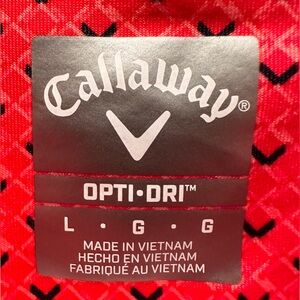 Callaway®
OPTI·DRI™
L · G · G
MADE IN VIETNAM
HECHO EN VIETNAM
FABRIQUÉ AU VIETNAM